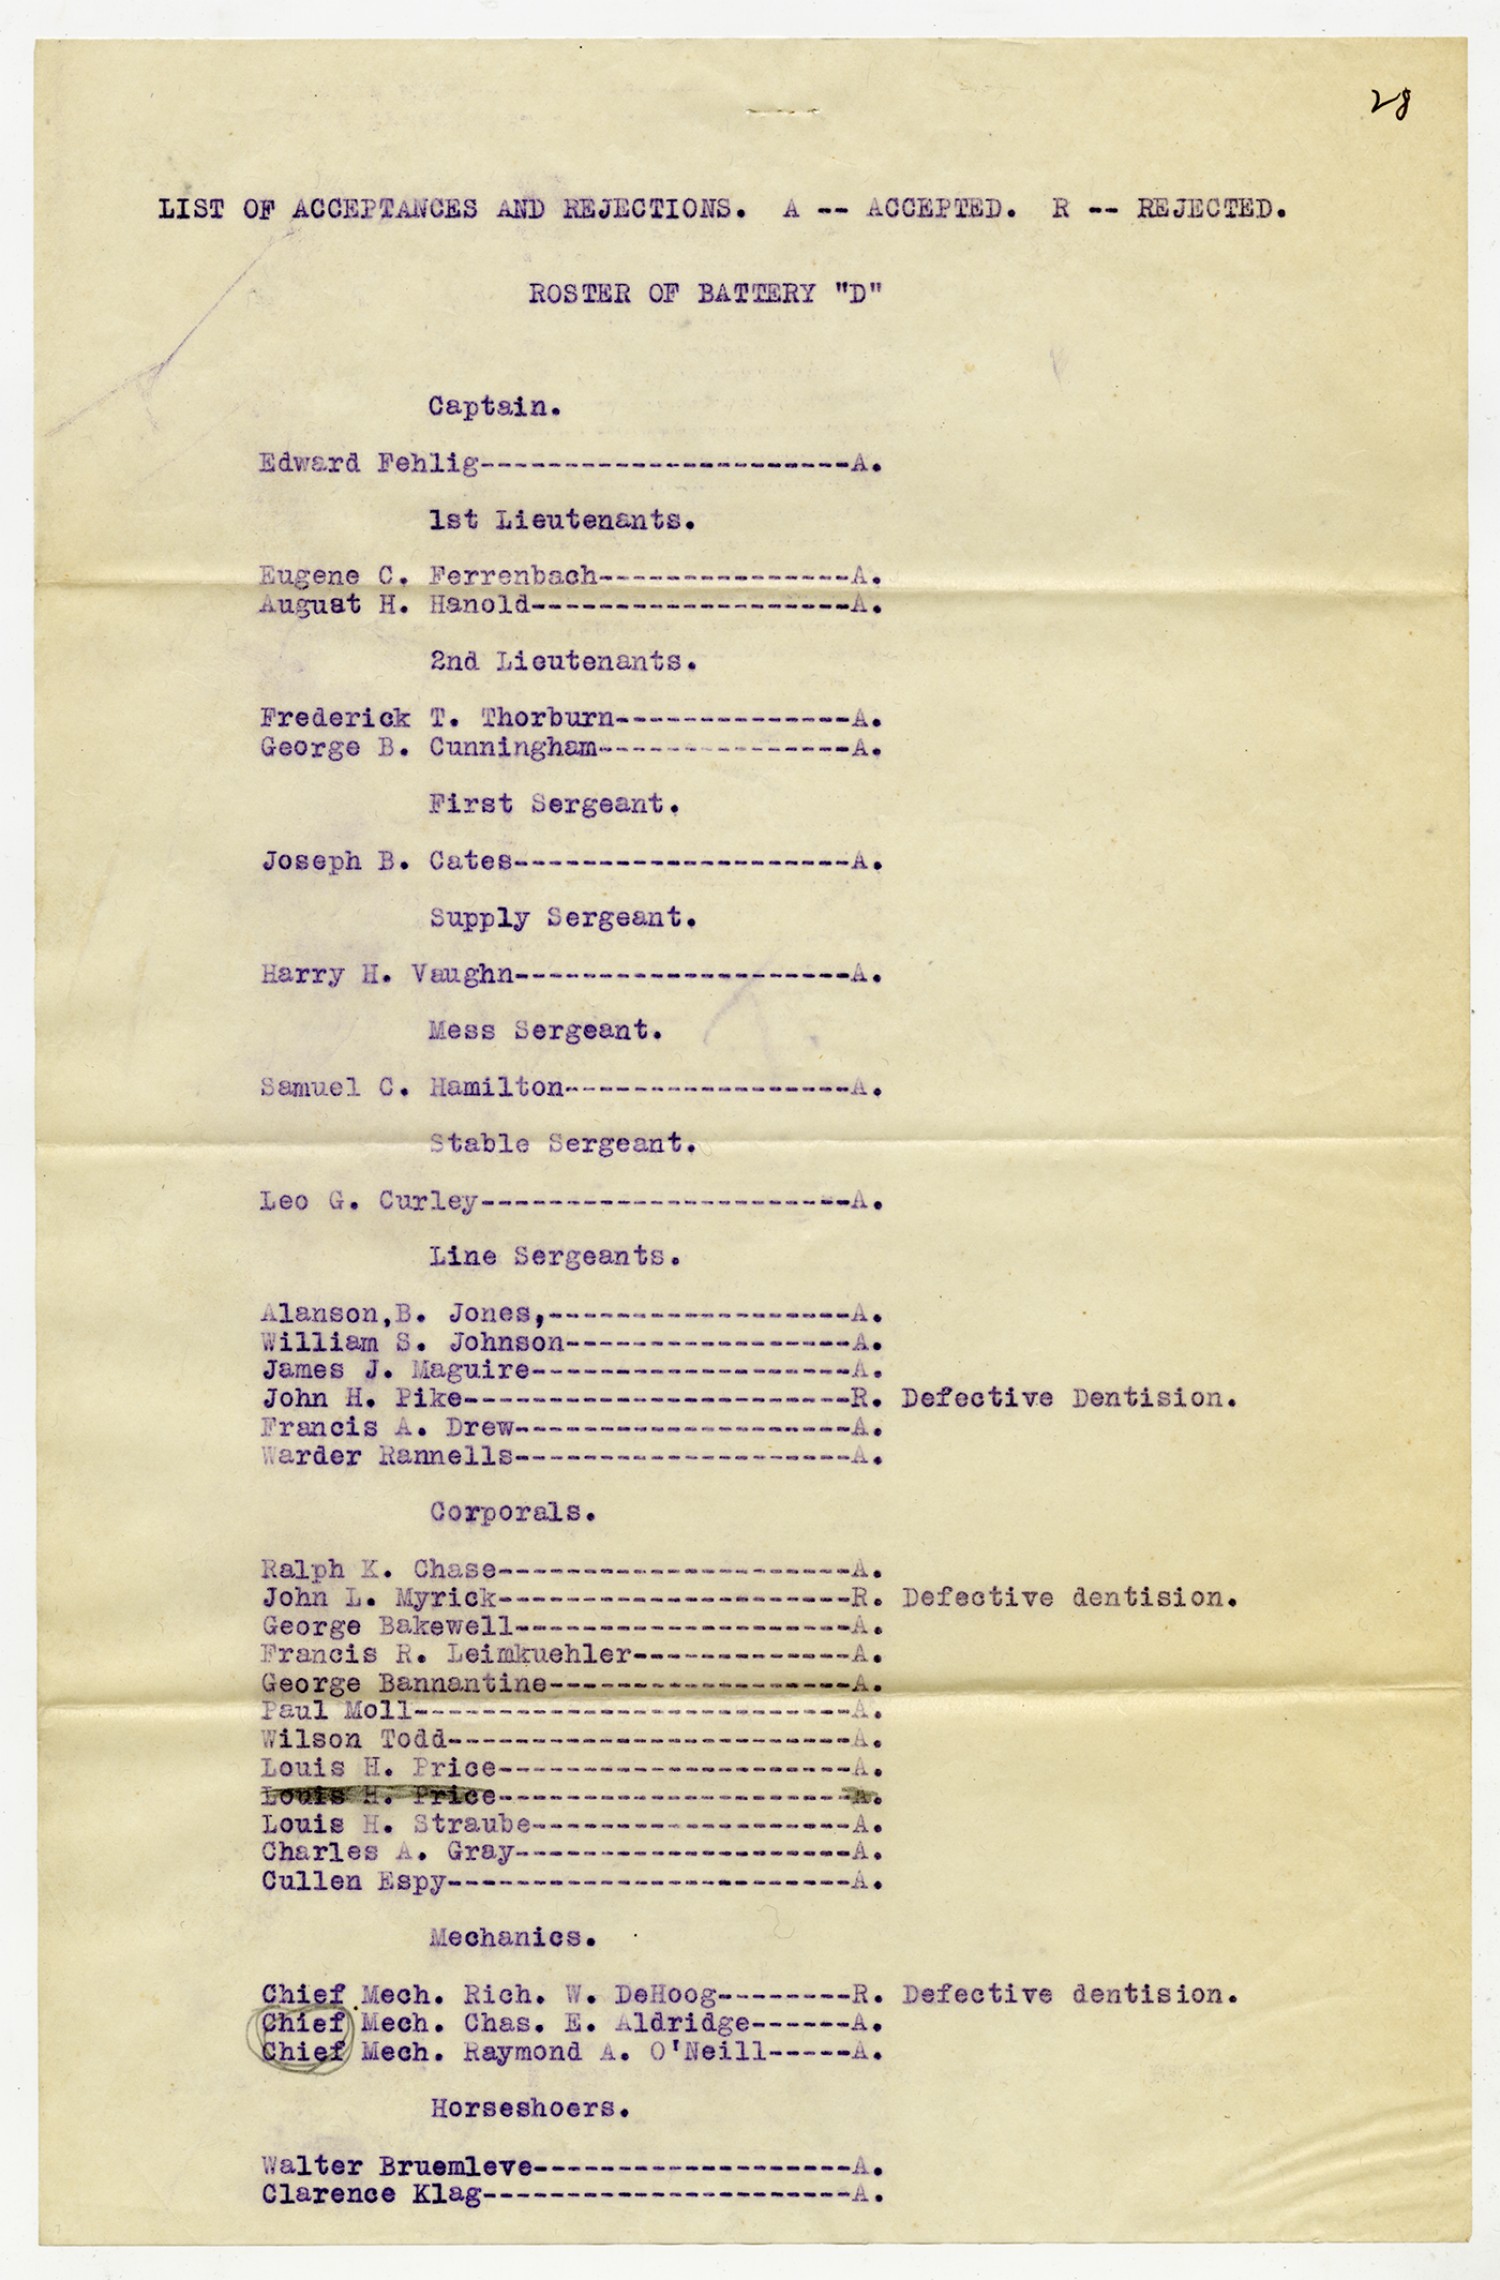 28
LIST OF ACCEPTANCES AND REJECTIONS. A -- ACCEPTED. R -- REJECTED.
ROSTER OF BATTERY "D"
Captain.
Edward Fehlig----------------------A.
1st Lieutenants.
Eugene C. Ferrenbach---------------A.
August H. Hanold-------------------A.
2nd Lieutenants.
Frederick T. Thorburn--------------A.
George B. Cunningham---------------A.
First Sergeant.
Joseph B. Cates--------------------A.
Supply Sergeant.
Harry H. Vaughn--------------------A.
Mess Sergeant.
Samuel C. Hamilton-----------------A.
Stable Sergeant.
Leo G. Curley----------------------A.
Line Sergeants.
Alanson,B. Jones,------------------A.
William S. Johnson-----------------A.
James J. Maguire-------------------A.
John H. Pike-----------------------R. Defective Dentision.
Francis A. Drew--------------------A.
Warder Rannells--------------------A.
Corporals.
Ralph K. Chase---------------------A.
John L. Myrick---------------------R. Defective dentision.
George Bakewell--------------------A.
Francis R. Leimkuehler-------------A.
George Bannantine------------------A.
Paul Moll--------------------------A.
Wilson Todd------------------------A.
Louis H. Price---------------------A.
Louis H. Price---------------------A.
Louis H. Straube-------------------A.
Charles A. Gray--------------------A.
Cullen Espy------------------------A.
Mechanics.
Chief Mech. Rich. W. DeHoog--------R. Defective dentision.
Chief Mech. Chas. E. Aldridge------A.
Chief Mech. Raymond A. O'Neill-----A.
Horseshoers.
Walter Bruemleve-------------------A.
Clarence Klag----------------------A.